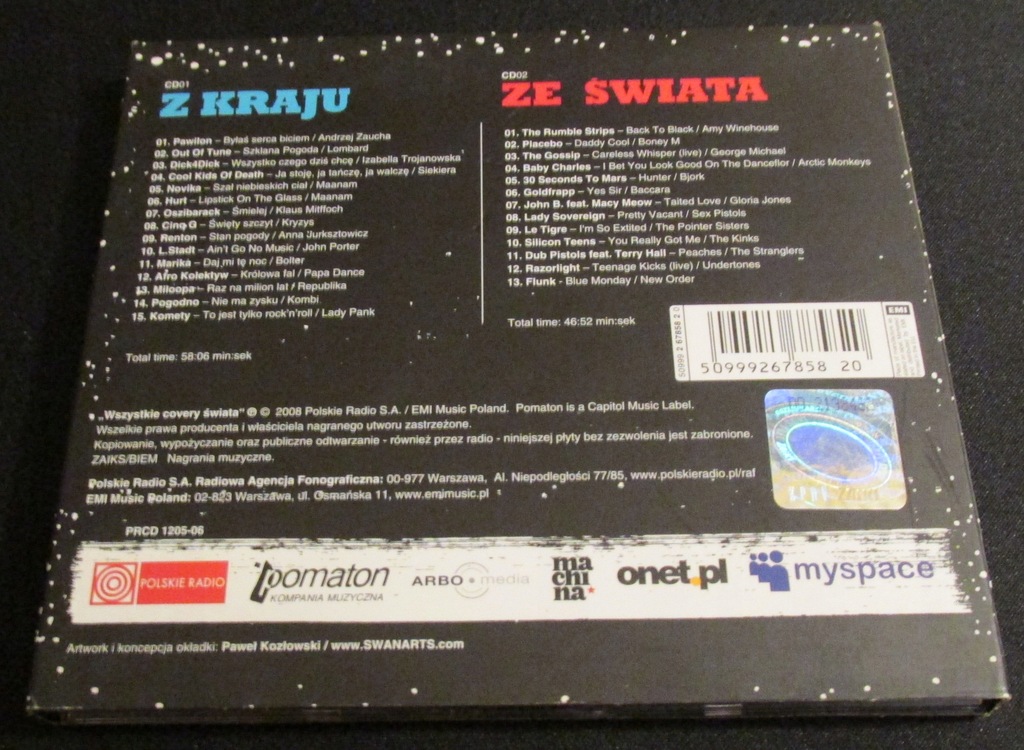 CD01
Z KRAJU
01. Pawilon – Byłaś serca biciem / Andrzej Zaucha
02. Out Of Tune – Szklana Pogoda / Lombard
03. Dick4Dick – Wszystko czego dziś chcę / Izabella Trojanowska
04. Cool Kids Of Death – Ja stoję, ja tańczę, ja walczę / Siekiera
05. Novika – Szał niebieskich ciał / Maanam
06. Hurt – Lipstick On The Glass / Maanam
07. Oszibarack – Śmielej / Klaus Mitffoch
08. Cinq G – Święty szczyt / Kryzys
09. Renton – Stan pogody / Anna Jurksztowicz
10. L.Stadt – Ain't Go No Music / John Porter
11. Marika – Daj mi tę noc / Bolter
12. Afro Kolektyw – Królowa fal / Papa Dance
13. Miloopa – Raz na milion lat / Republika
14. Pogodno – Nie ma zysku / Kombi
15. Komety – To jest tylko rock'n'roll / Lady Pank
Total time: 58:06 min:sek
CD02
ZE ŚWIATA
01. The Rumble Strips – Back To Black / Amy Winehouse
02. Placebo – Daddy Cool / Boney M
03. The Gossip – Careless Whisper (live) / George Michael
04. Baby Charles – I Bet You Look Good On The Danceflor / Arctic Monkeys
05. 30 Seconds To Mars – Hunter / Bjork
06. Goldfrapp – Yes Sir / Baccara
07. John B. feat. Macy Meow – Taited Love / Gloria Jones
08. Lady Sovereign – Pretty Vacant / Sex Pistols
09. Le Tigre – I'm So Extited / The Pointer Sisters
10. Silicon Teens – You Really Got Me / The Kinks
11. Dub Pistols feat. Terry Hall – Peaches / The Stranglers
12. Razorlight – Teenage Kicks (live) / Undertones
13. Flunk - Blue Monday / New Order
Total time: 46:52 min:sek
50999 2 67858 2 0
EMI
50999267858 20
„Wszystkie covery świata" ℗ © 2008 Polskie Radio S.A. / EMI Music Poland. Pomaton is a Capitol Music Label.
Wszelkie prawa producenta i właściciela nagranego utworu zastrzeżone.
Kopiowanie, wypożyczanie oraz publiczne odtwarzanie - również przez radio - niniejszej płyty bez zezwolenia jest zabronione.
ZAIKS/BIEM Nagrania muzyczne.
Polskie Radio S.A. Radiowa Agencja Fonograficzna: 00-977 Warszawa, Al. Niepodległości 77/85, www.polskieradio.pl/raf
EMI Music Poland: 02-823 Warszawa, ul. Osmańska 11, www.emimusic.pl
PRCD 1205-06
POLSKIE RADIO
pomaton
KOMPANIA MUZYCZNA
ARBO media
ma
chi
na
onet.pl
myspace
Artwork i koncepcja okładki: Paweł Kozłowski / www.SWANARTS.com